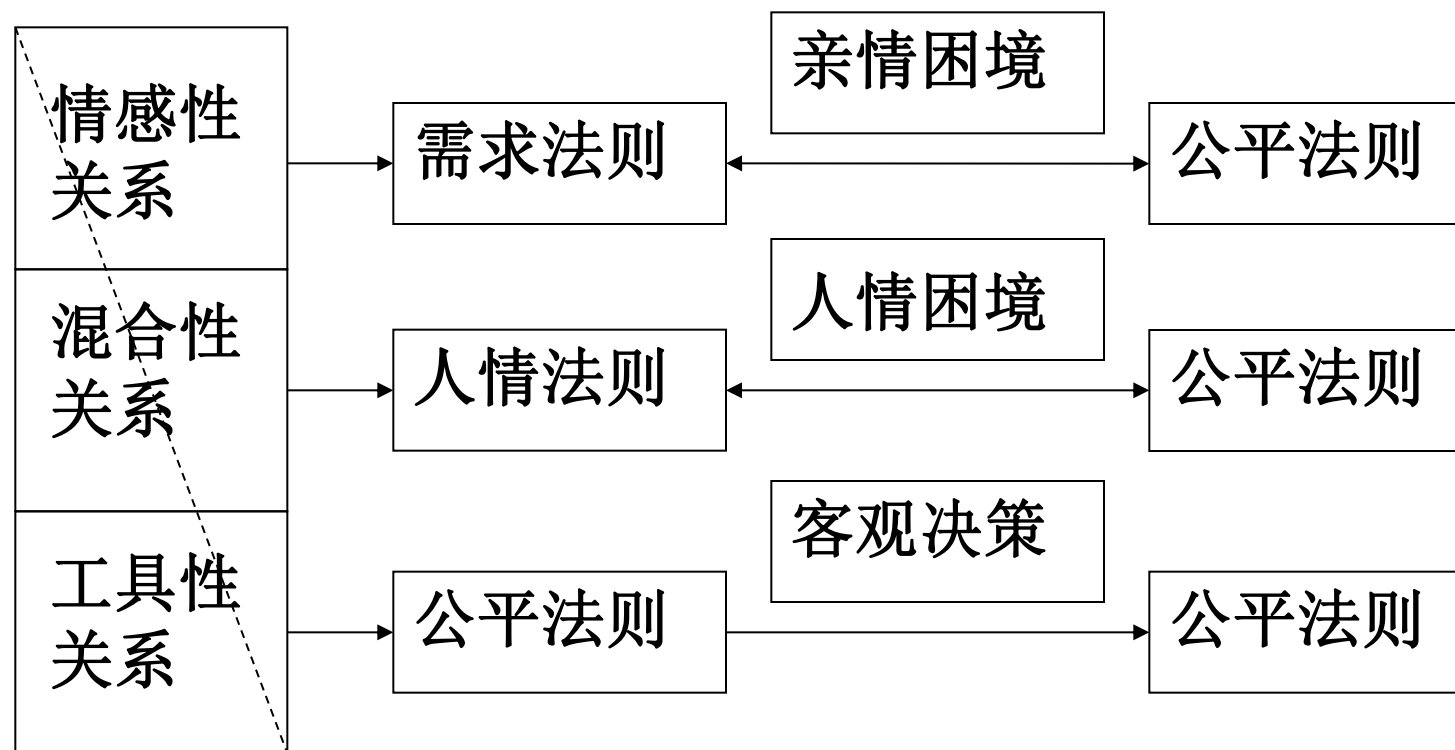 情感性
关系
需求法则
亲情困境
公平法则
混合性
关系
人情法则
人情困境
公平法则
工具性
关系
公平法则
客观决策
公平法则